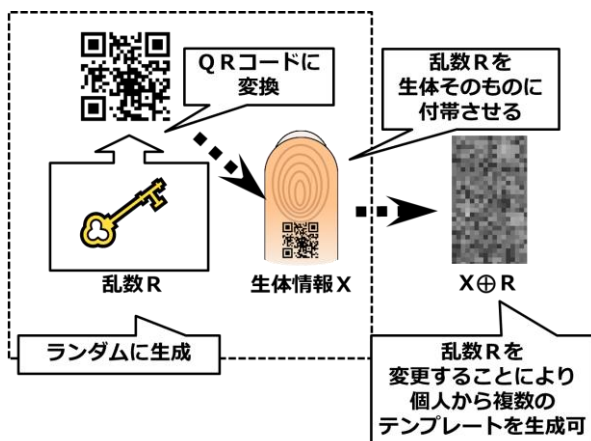 QRコードに
変換
乱数Rを
生体そのものに
付帯させる
乱数R
生体情報X
X⊕R
ランダムに生成
乱数Rを
変更することにより
個人から複数の
テンプレートを生成可